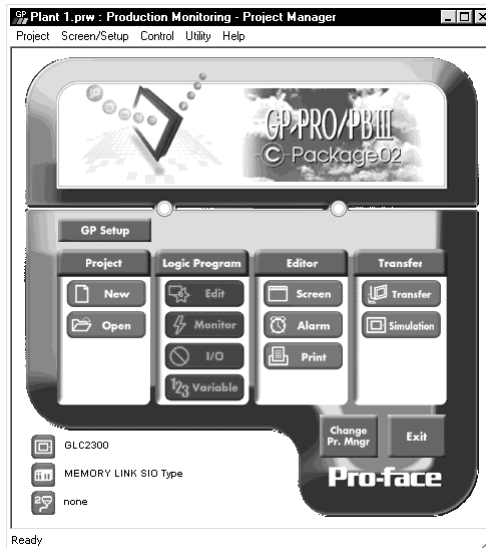 Plant 1.prw : Production Monitoring - Project Manager
Project Screen/Setup Control Utility Help
GP-PRO/PBIII
C-Package02
GP Setup
Project Logic Program Editor Transfer
New Edit Screen Transfer
Open Monitor Alarm Simulation
I/O Print
123 Variable
Change
Pr. Mngr
Exit
GLC2300
MEMORY LINK SIO Type
Pro-face
none
Ready